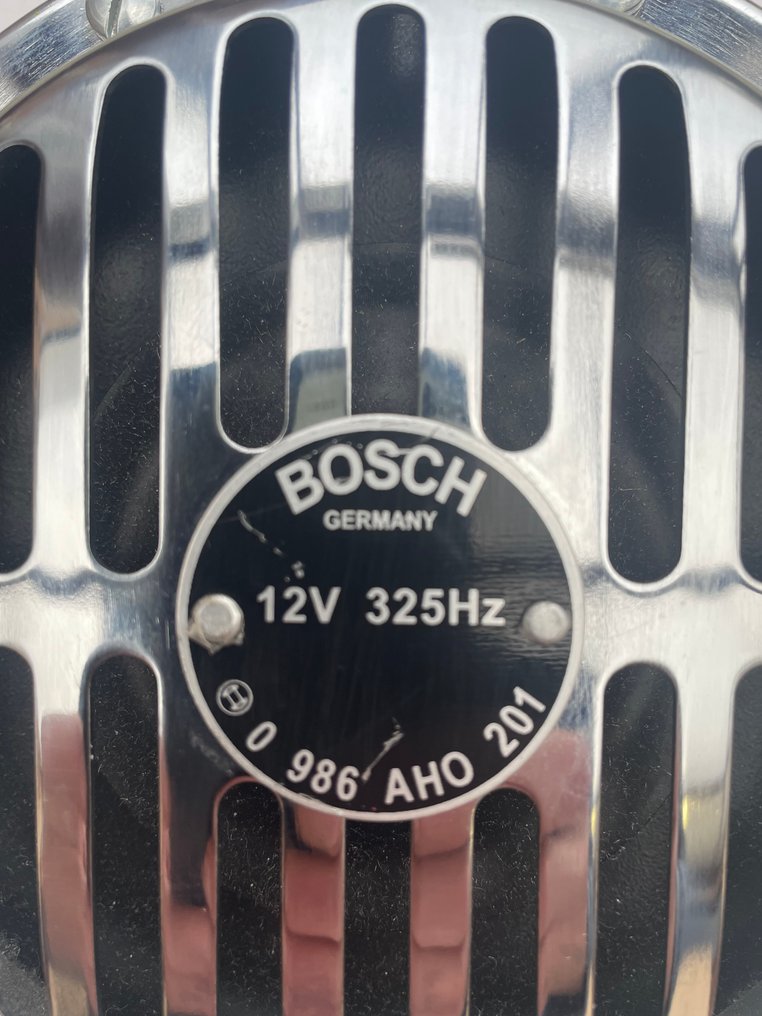 BOSCH
GERMANY
12V 325Hz
0 986 AHO 201